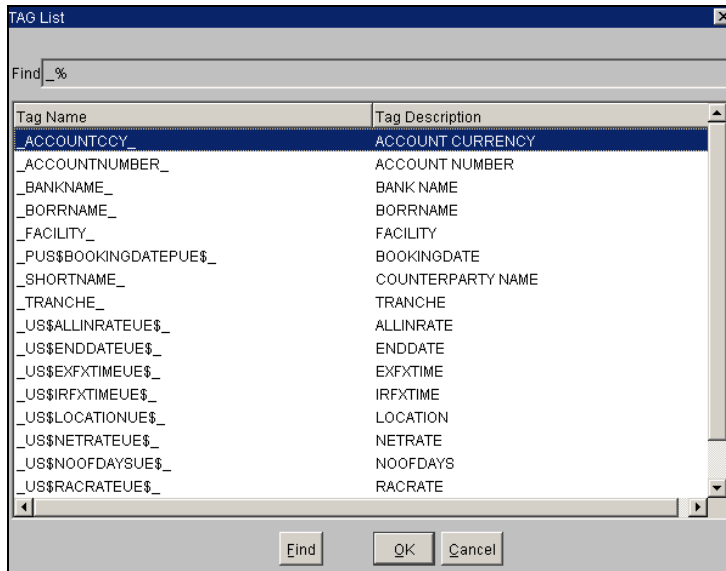 TAG List
Find _%
Tag Name Tag Description
_ACCOUNTCCY_ ACCOUNT CURRENCY
_ACCOUNTNUMBER_ ACCOUNT NUMBER
_BANKNAME_ BANK NAME
_BORRNAME_ BORRNAME
_FACILITY_ FACILITY
_PUS$BOOKINGDATEPUE$_ BOOKINGDATE
_SHORTNAME_ COUNTERPARTY NAME
_TRANCHE_ TRANCHE
_US$ALLINRATEUE$_ ALLINRATE
_US$ENDDATEUE$_ ENDDATE
_US$EXFXTIMEUE$_ EXFXTIME
_US$IRFXTIMEUE$_ IRFXTIME
_US$LOCATIONUE$_ LOCATION
_US$NETRATEUE$_ NETRATE
_US$NOOFDAYSUE$_ NOOFDAYS
_US$RACRATEUE$_ RACRATE
Find OK Cancel